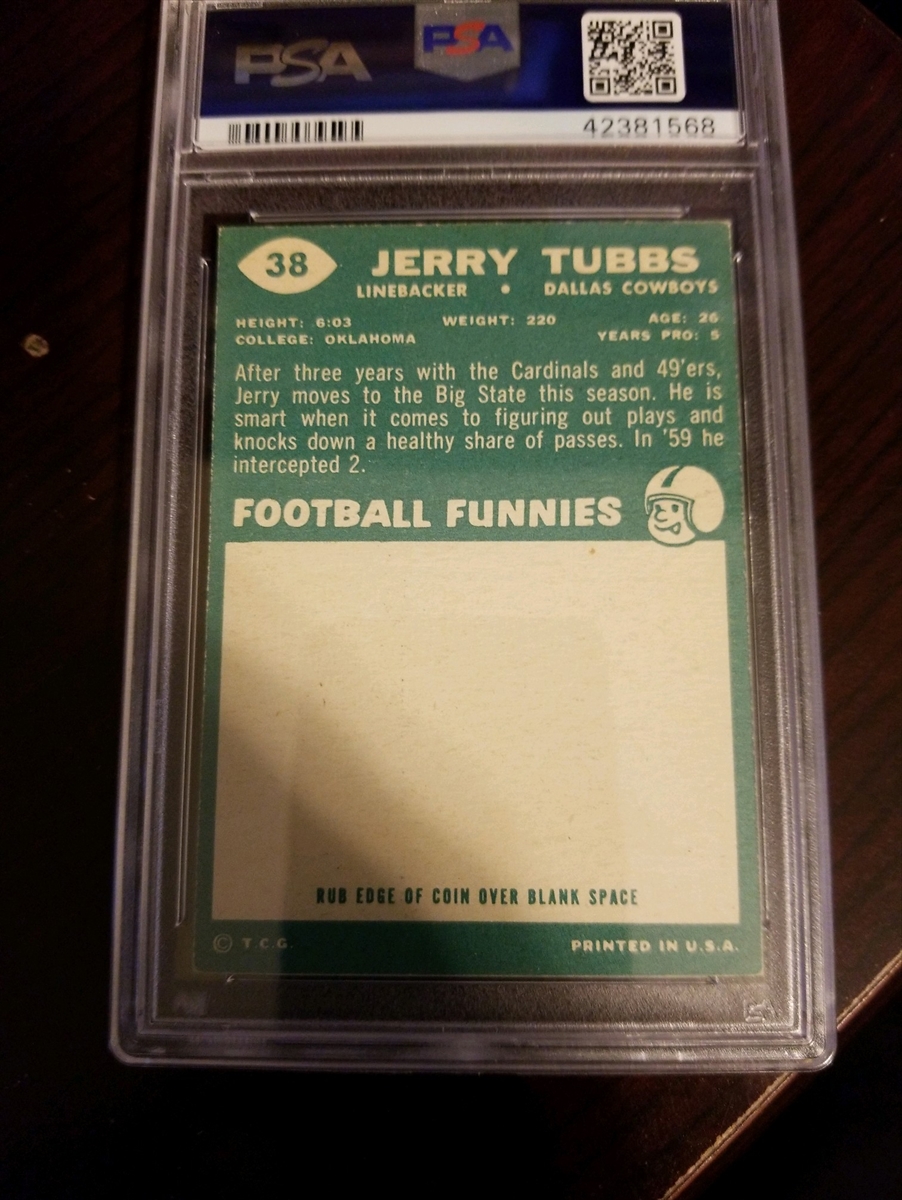 PSA PSA
42381568
38 JERRY TUBBS
LINEBACKER • DALLAS COWBOYS
HEIGHT: 6:03 WEIGHT: 220 AGE: 26
COLLEGE: OKLAHOMA YEARS PRO: 5
After three years with the Cardinals and 49'ers,
Jerry moves to the Big State this season. He is
smart when it comes to figuring out plays and
knocks down a healthy share of passes. In '59 he
intercepted 2.
FOOTBALL FUNNIES
RUB EDGE OF COIN OVER BLANK SPACE
© T.C.G. PRINTED IN U.S.A.